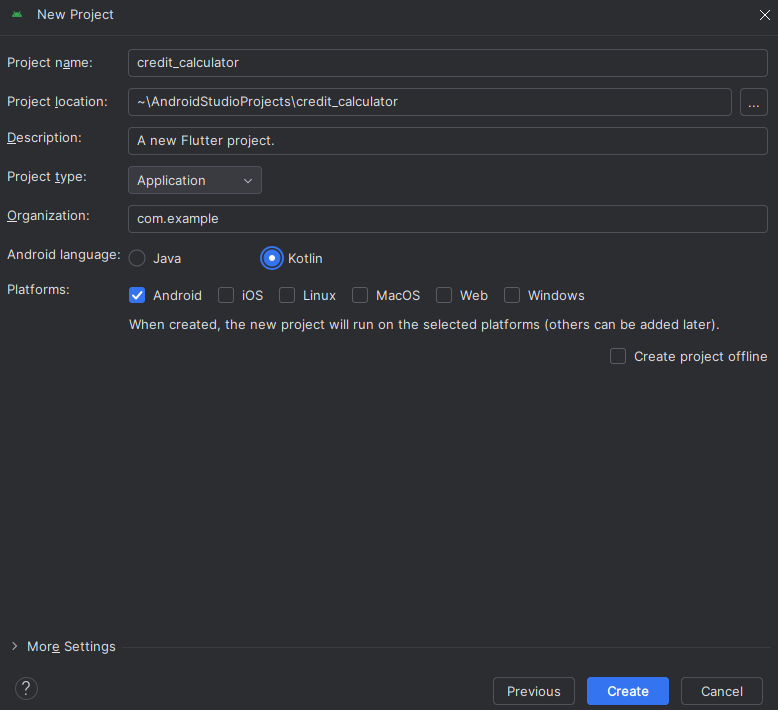 New Project
Project name: credit_calculator
Project location: ~\AndroidStudioProjects\credit_calculator ...
Description: A new Flutter project.
Project type: Application
Organization: com.example
Android language: Java Kotlin
Platforms: Android iOS Linux MacOS Web Windows
When created, the new project will run on the selected platforms (others can be added later).
Create project offline
More Settings
? Previous Create Cancel